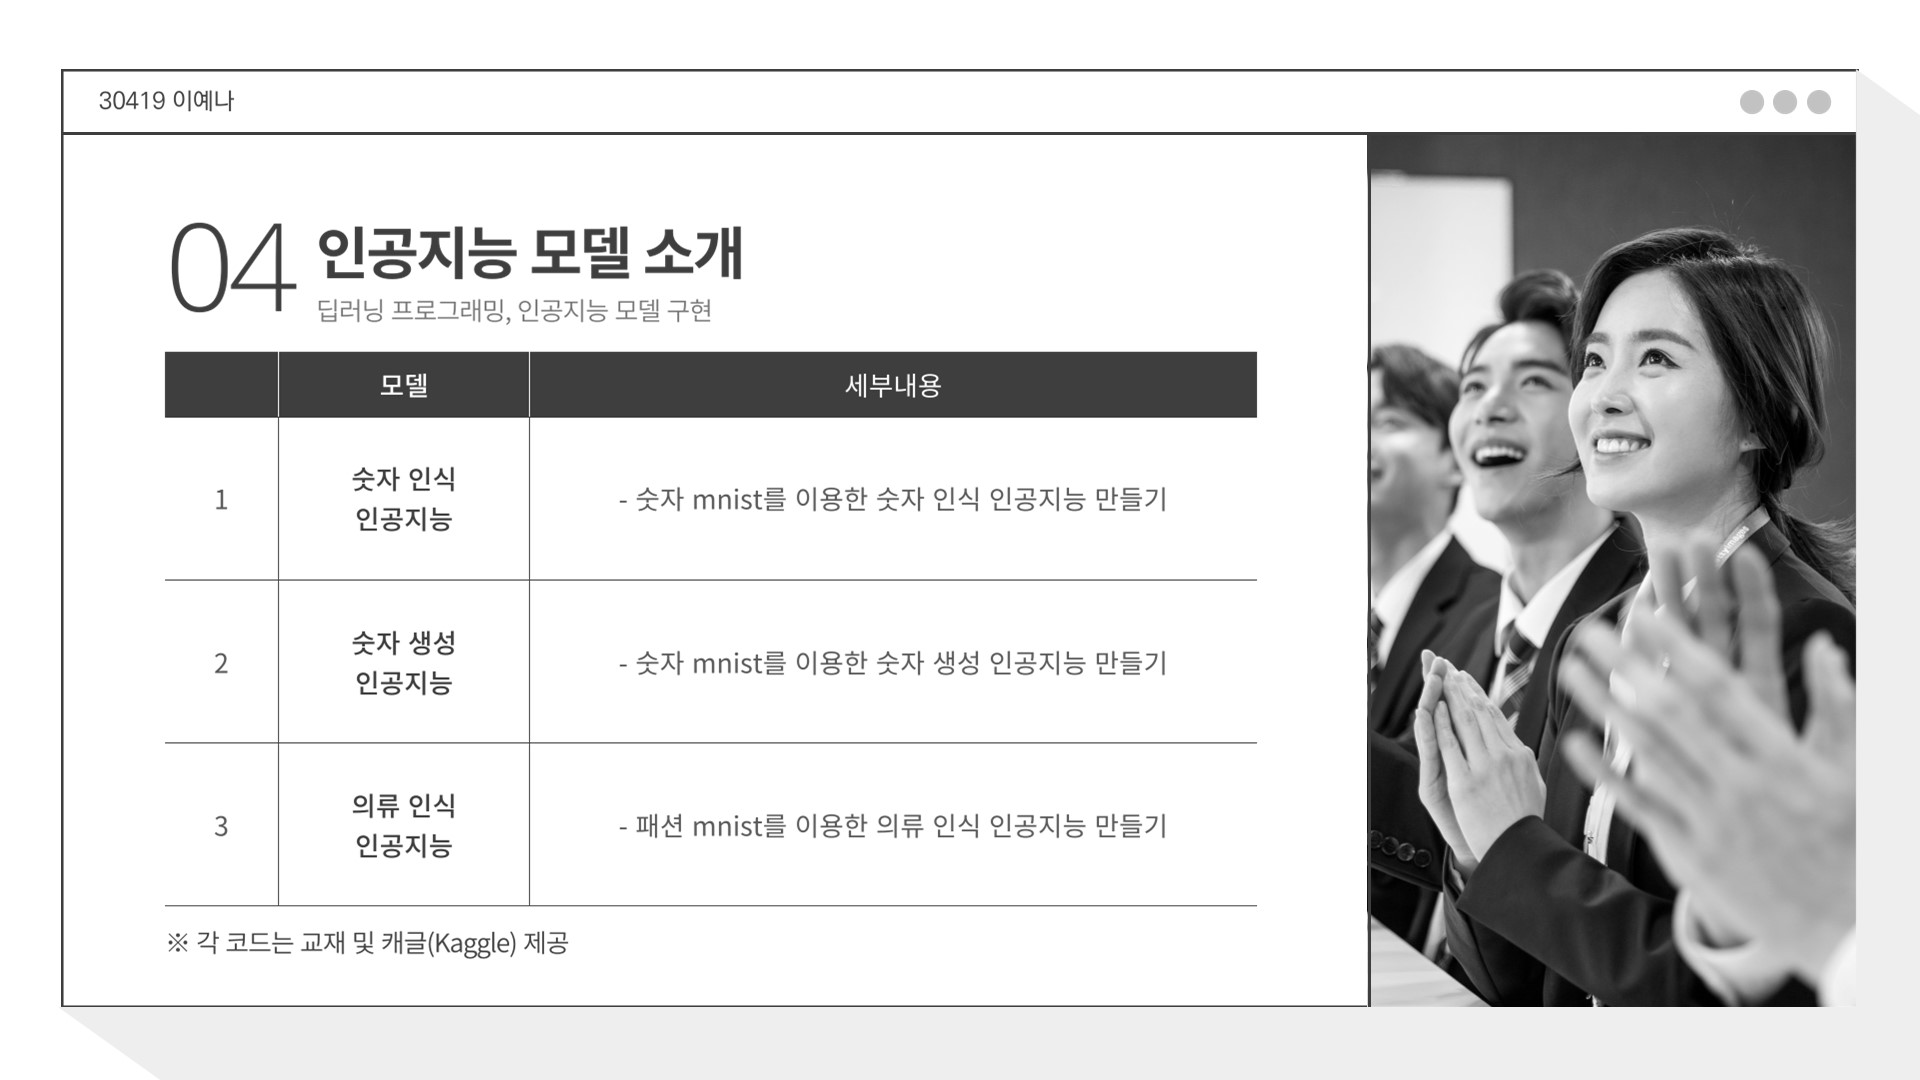 30419 이예나
04 인공지능 모델 소개
딥러닝 프로그래밍, 인공지능 모델 구현
모델 세부내용
1 숫자 인식 인공지능 - 숫자 mnist를 이용한 숫자 인식 인공지능 만들기
2 숫자 생성 인공지능 - 숫자 mnist를 이용한 숫자 생성 인공지능 만들기
3 의류 인식 인공지능 - 패션 mnist를 이용한 의류 인식 인공지능 만들기
※ 각 코드는 교재 및 캐글(Kaggle) 제공